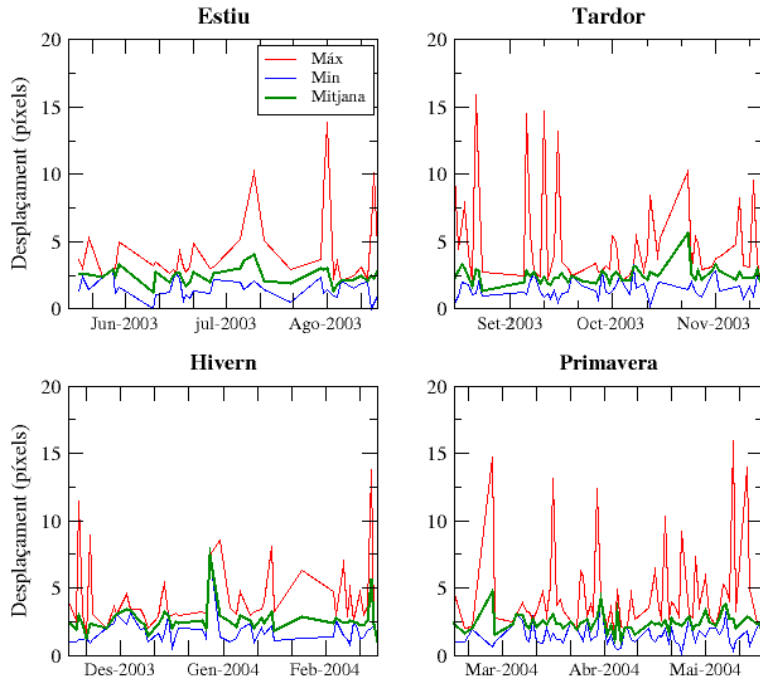 Estiu
Tardor
20
15
10
5
0
Desplaçament (píxels)
Máx
Min
Mitjana
Jun-2003
jul-2003
Ago-2003
20
15
10
5
0
Set-2003
Oct-2003
Nov-2003
Hivern
Primavera
20
15
10
5
0
Desplaçament (píxels)
Des-2003
Gen-2004
Feb-2004
20
15
10
5
0
Mar-2004
Abr-2004
Mai-2004